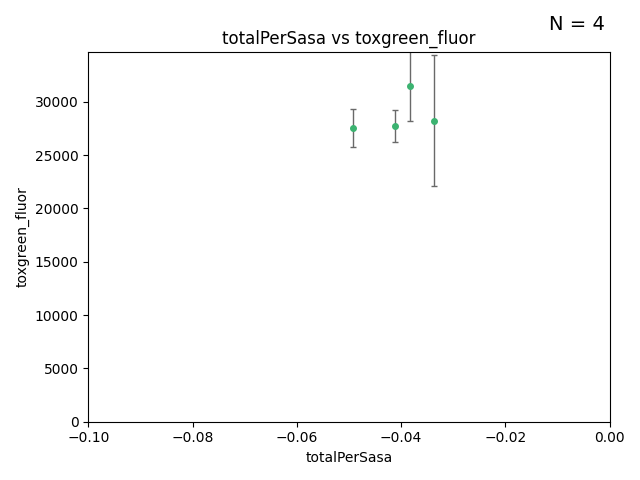 N = 4
totalPerSasa vs toxgreen_fluor
30000
25000
20000
15000
10000
5000
0
toxgreen_fluor
−0.10 −0.08 −0.06 −0.04 −0.02 0.00
totalPerSasa